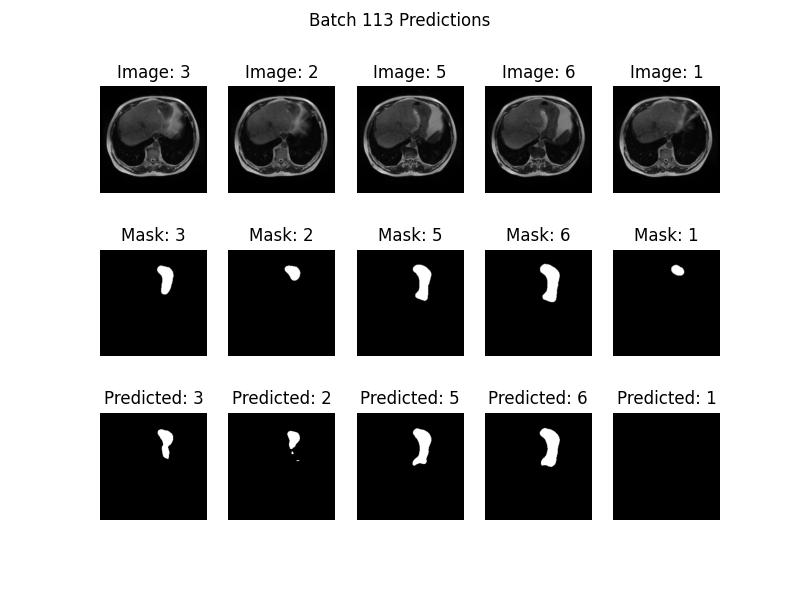 Batch 113 Predictions
Image: 3 Image: 2 Image: 5 Image: 6 Image: 1
Mask: 3 Mask: 2 Mask: 5 Mask: 6 Mask: 1
Predicted: 3 Predicted: 2 Predicted: 5 Predicted: 6 Predicted: 1